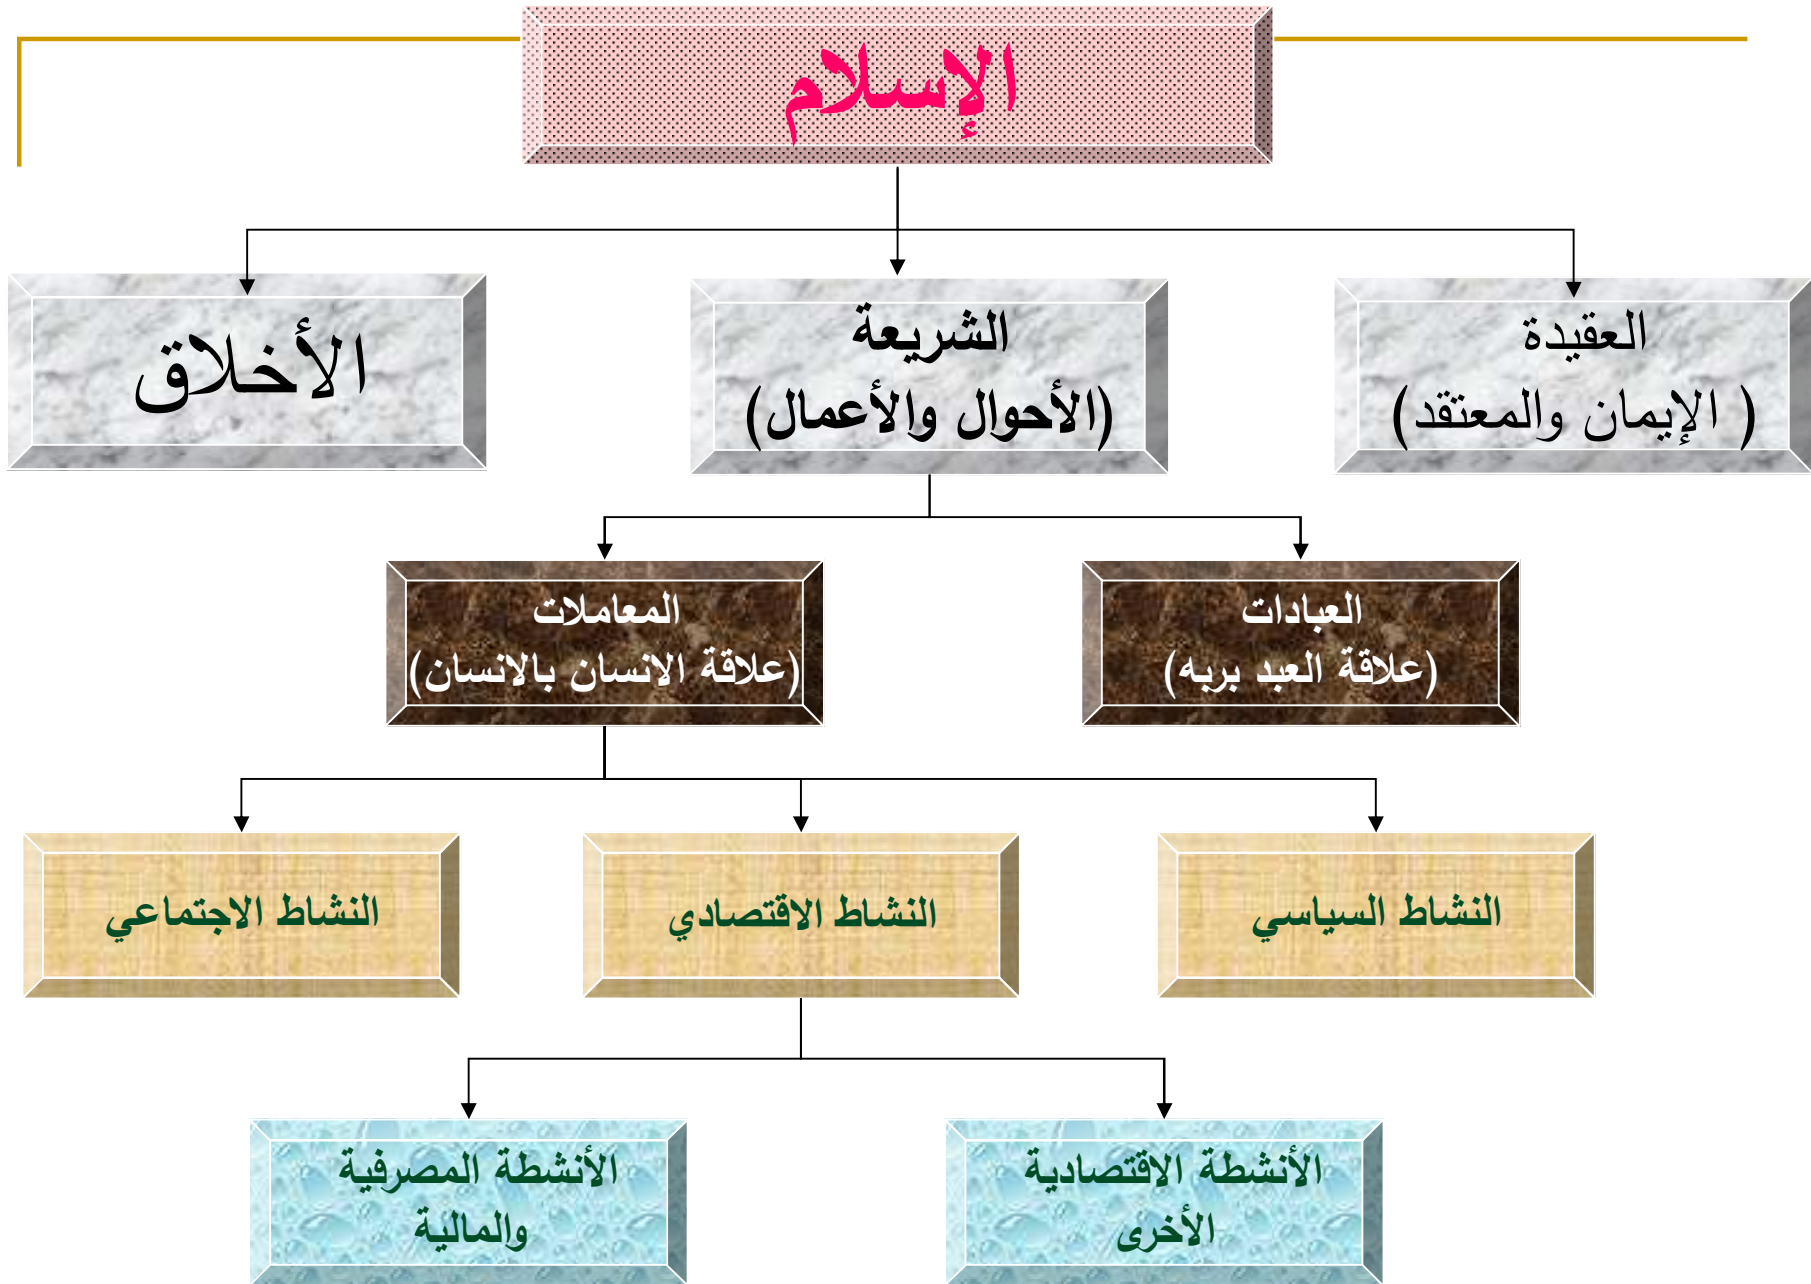 الإسلام
العقيدة
( الإيمان والمعتقد)
الشريعة
(الأحوال والأعمال)
الأخلاق
العبادات
(علاقة العبد بربه)
المعاملات
(علاقة الانسان بالانسان)
النشاط السياسي
النشاط الاقتصادي
النشاط الاجتماعي
الأنشطة الاقتصادية
الأخرى
الأنشطة المصرفية
والمالية